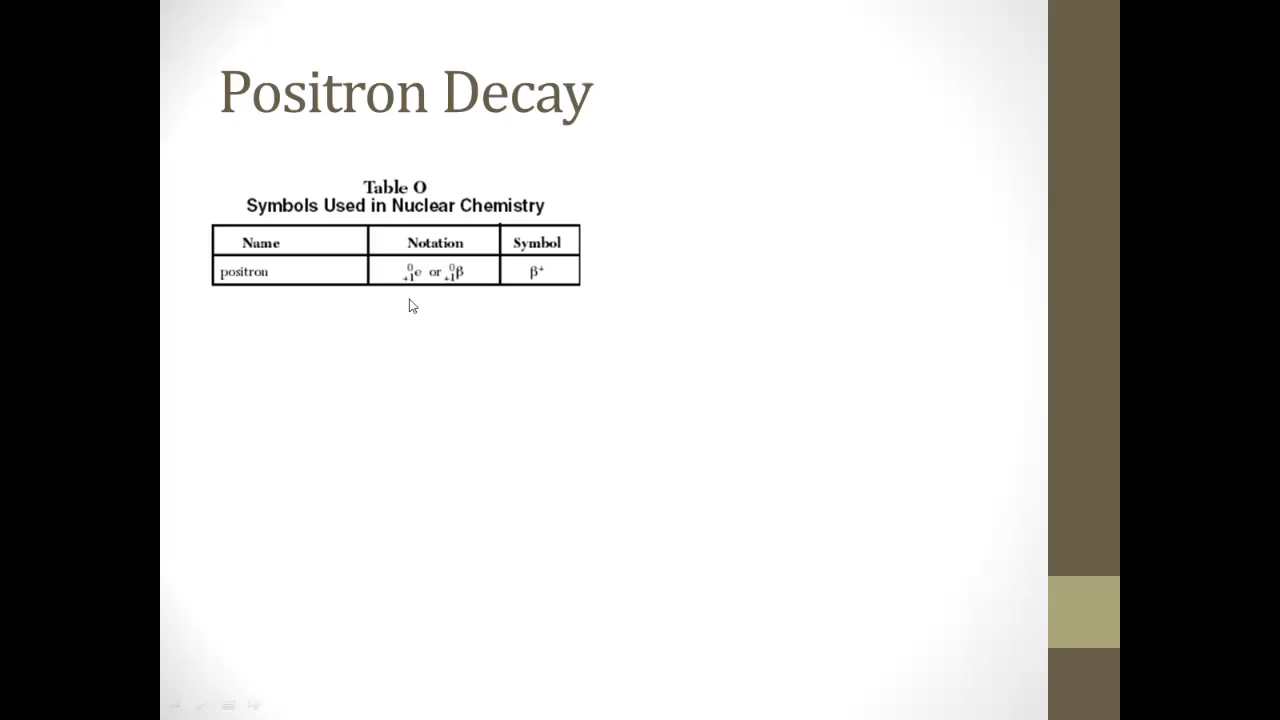 Positron Decay
Table O
Symbols Used in Nuclear Chemistry
Name Notation Symbol
positron ⁰₊₁e or ⁰₊₁β β⁺